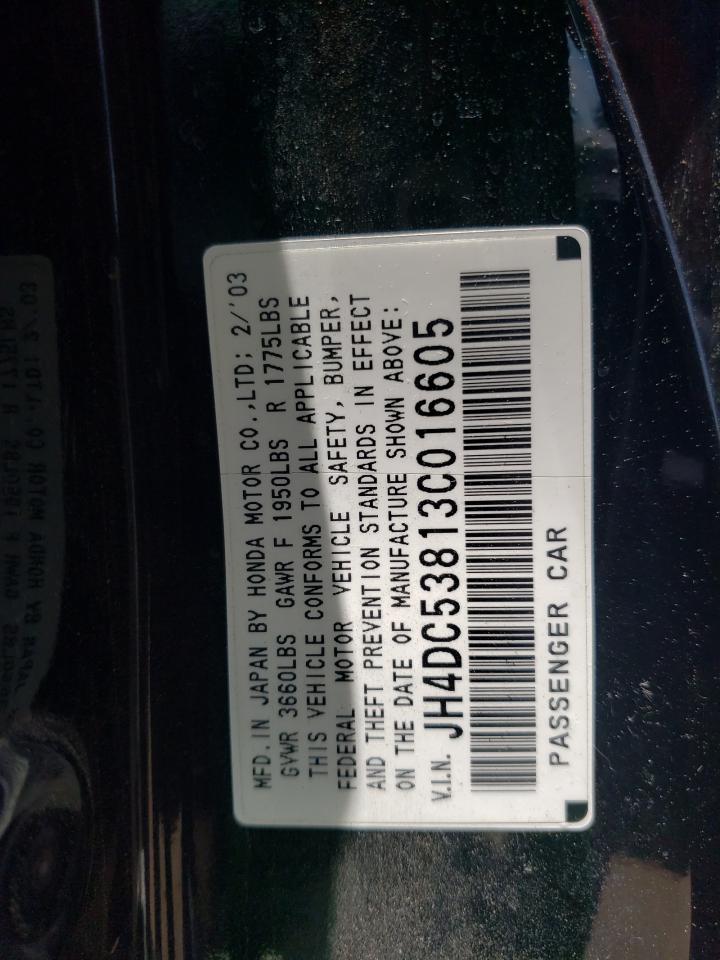 MFD. IN JAPAN BY HONDA MOTOR CO., LTD; 2/'03
GVWR 3660LBS GAWR F 1950LBS R 1775LBS
THIS VEHICLE CONFORMS TO ALL APPLICABLE
FEDERAL MOTOR VEHICLE SAFETY, BUMPER,
AND THEFT PREVENTION STANDARDS IN EFFECT
ON THE DATE OF MANUFACTURE SHOWN ABOVE:
V.I.N. JH4DC53813C016605
PASSENGER CAR